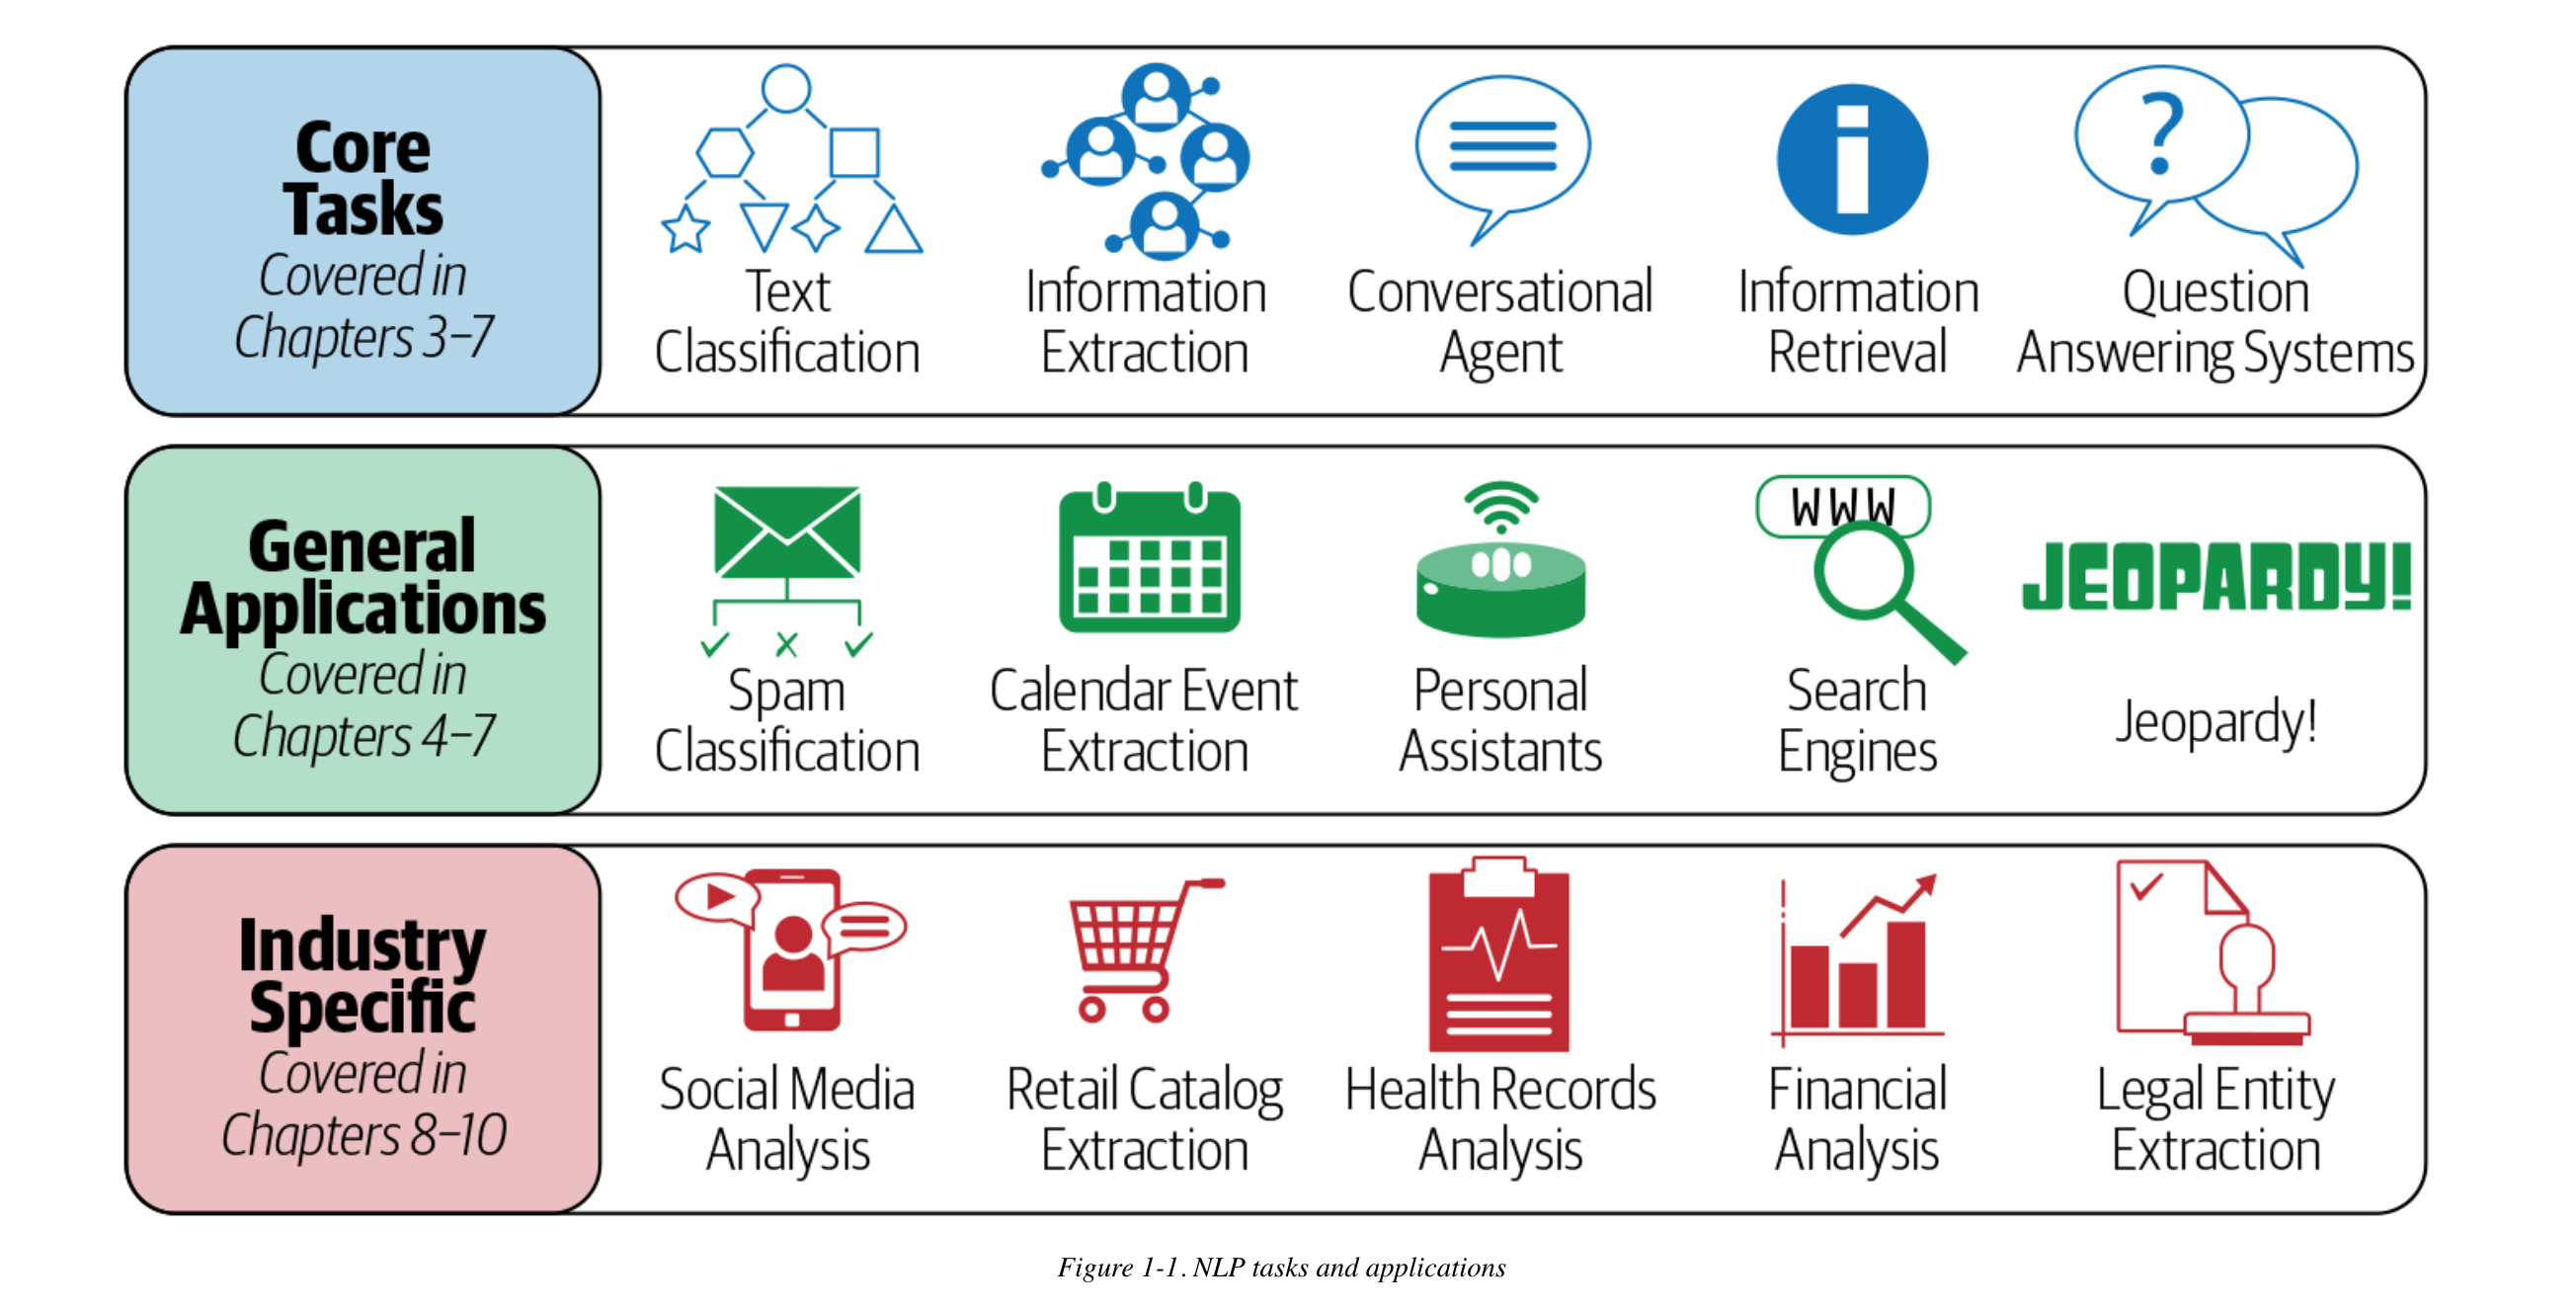 Core
Tasks
Covered in
Chapters 3–7
Text
Classification
Information
Extraction
Conversational
Agent
Information
Retrieval
?
Question
Answering Systems
General
Applications
Covered in
Chapters 4–7
Spam
Classification
Calendar Event
Extraction
Personal
Assistants
WWW
Search
Engines
JEOPARDY!
Jeopardy!
Industry
Specific
Covered in
Chapters 8–10
Social Media
Analysis
Retail Catalog
Extraction
Health Records
Analysis
Financial
Analysis
Legal Entity
Extraction
Figure 1-1. NLP tasks and applications